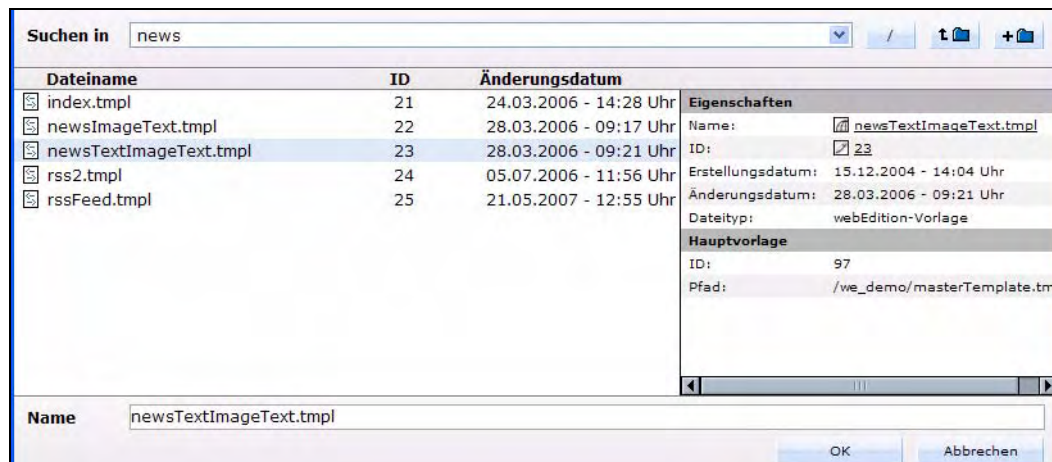 Suchen in news /
Dateiname ID Änderungsdatum
index.tmpl 21 24.03.2006 - 14:28 Uhr
newsImageText.tmpl 22 28.03.2006 - 09:17 Uhr
newsTextImageText.tmpl 23 28.03.2006 - 09:21 Uhr
rss2.tmpl 24 05.07.2006 - 11:56 Uhr
rssFeed.tmpl 25 21.05.2007 - 12:55 Uhr
Eigenschaften
Name: newsTextImageText.tmpl
ID: 23
Erstellungsdatum: 15.12.2004 - 14:04 Uhr
Änderungsdatum: 28.03.2006 - 09:21 Uhr
Dateityp: webEdition-Vorlage
Hauptvorlage
ID: 97
Pfad: /we_demo/masterTemplate.tm
Name newsTextImageText.tmpl
OK Abbrechen